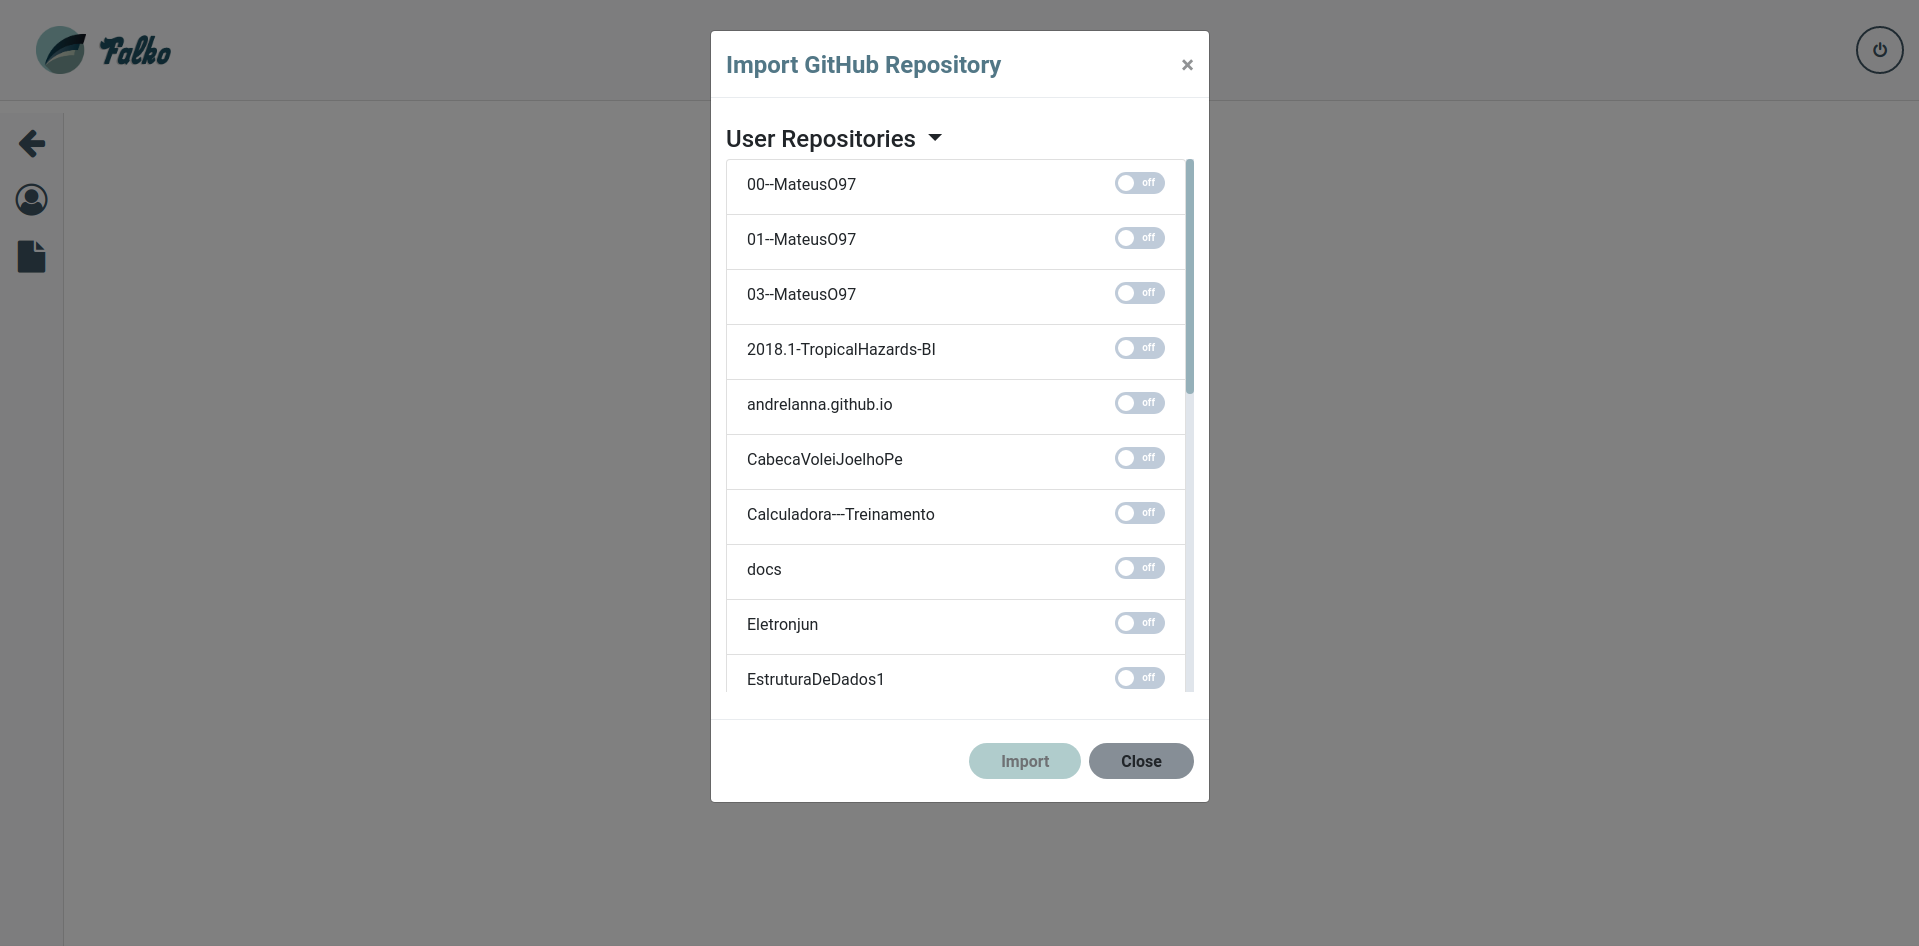 Falko
Import GitHub Repository
×
User Repositories
00--MateusO97
off
01--MateusO97
off
03--MateusO97
off
2018.1-TropicalHazards-BI
off
andrelanna.github.io
off
CabecaVoleiJoelhoPe
off
Calculadora---Treinamento
off
docs
off
Eletronjun
off
EstruturaDeDados1
off
Import
Close